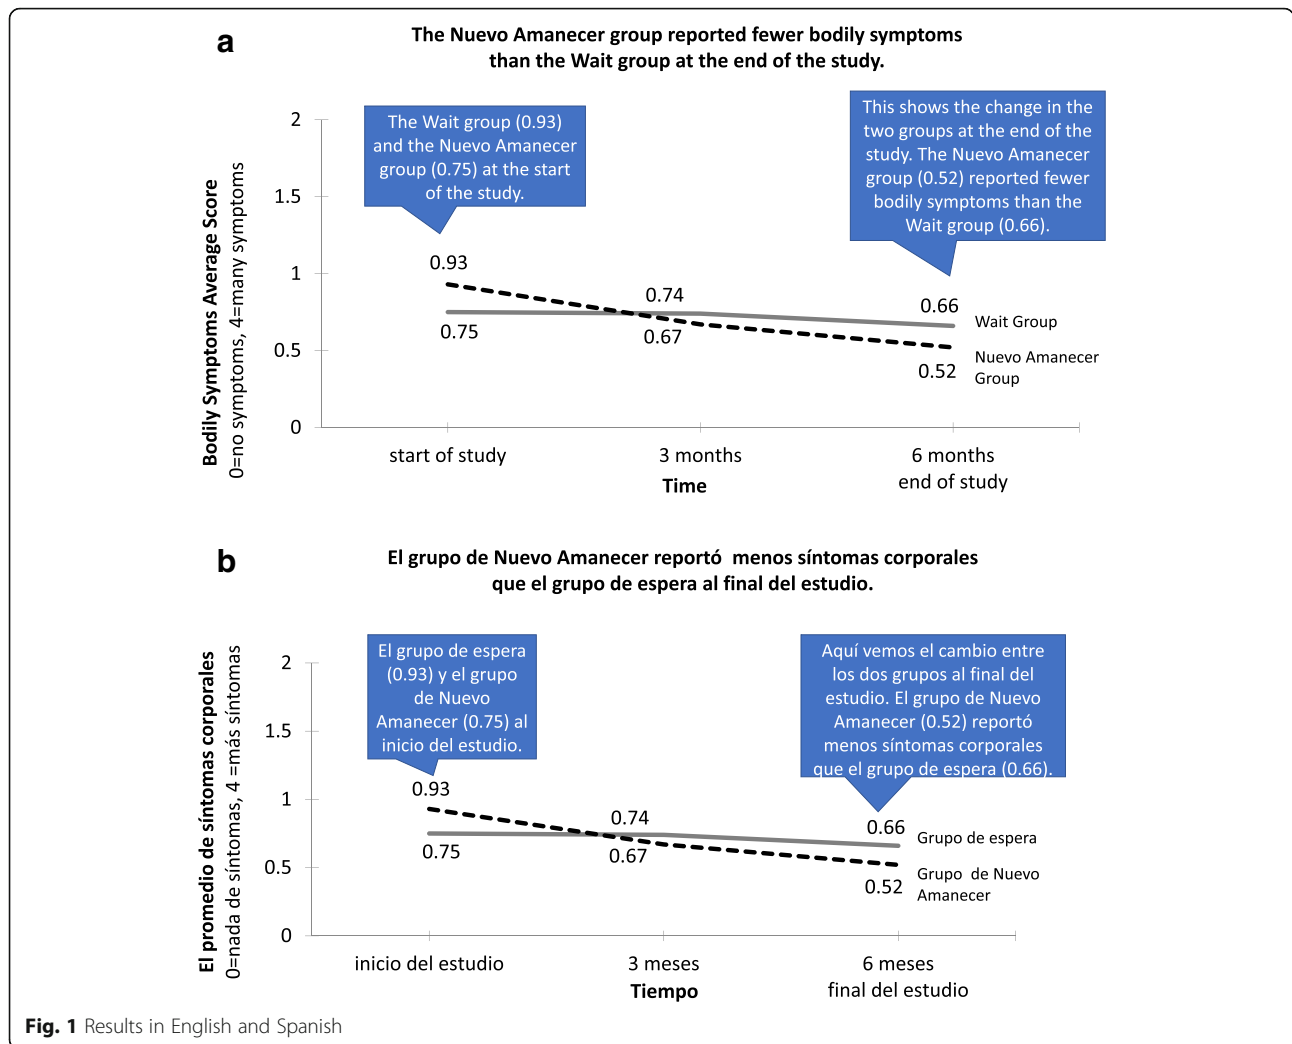 a
The Nuevo Amanecer group reported fewer bodily symptoms
than the Wait group at the end of the study.
Bodily Symptoms Average Score
0=no symptoms, 4=many symptoms
2
1.5
1
0.5
0
The Wait group (0.93)
and the Nuevo Amanecer
group (0.75) at the start
of the study.
This shows the change in the
two groups at the end of the
study. The Nuevo Amanecer
group (0.52) reported fewer
bodily symptoms than the
Wait group (0.66).
0.93
0.75
0.74
0.67
0.66
0.52
Wait Group
Nuevo Amanecer
Group
start of study
3 months
6 months
end of study
Time
b
El grupo de Nuevo Amanecer reportó  menos síntomas corporales
que el grupo de espera al final del estudio.
El promedio de síntomas corporales
0=nada de síntomas, 4 =más síntomas
2
1.5
1
0.5
0
El grupo de espera
(0.93) y el grupo
de Nuevo
Amanecer (0.75) al
inicio del estudio.
Aquí vemos el cambio entre
los dos grupos al final del
estudio. El grupo de Nuevo
Amanecer (0.52) reportó
menos síntomas corporales
que el grupo de espera (0.66).
0.93
0.75
0.74
0.67
0.66
0.52
Grupo de espera
Grupo  de Nuevo
Amanecer
inicio del estudio
3 meses
6 meses
final del estudio
Tiempo
Fig. 1 Results in English and Spanish